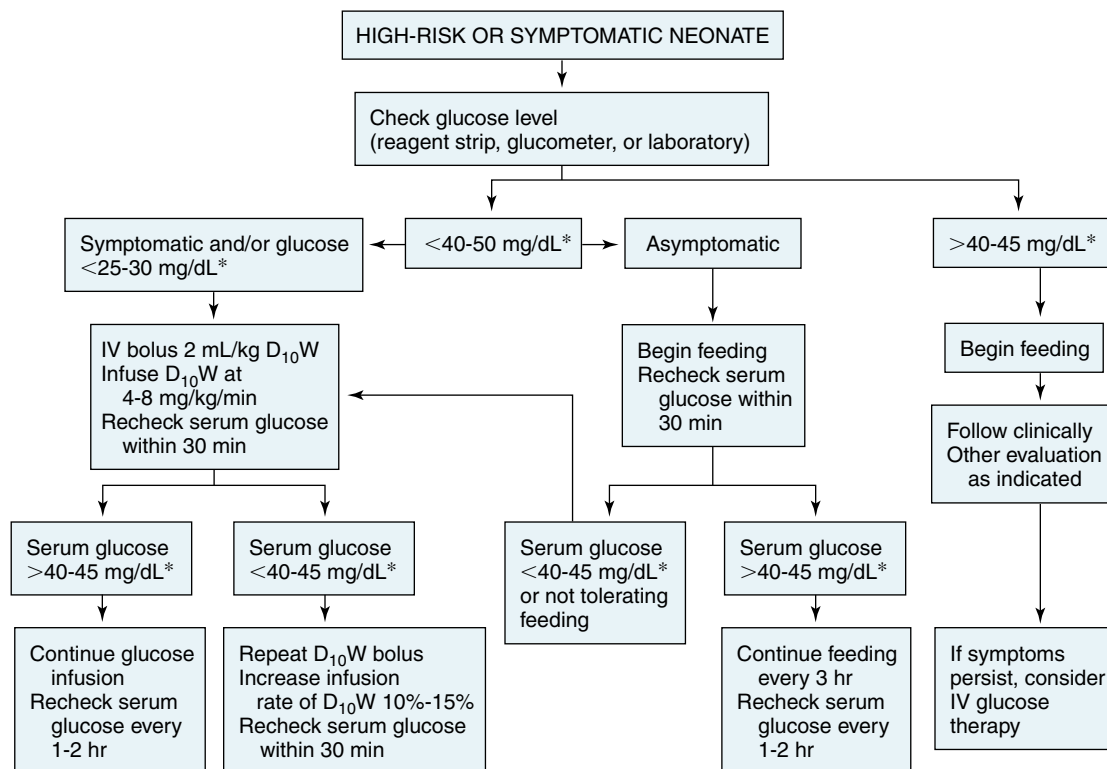 HIGH-RISK OR SYMPTOMATIC NEONATE
Check glucose level
(reagent strip, glucometer, or laboratory)
Symptomatic and/or glucose
<25-30 mg/dL*
<40-50 mg/dL*
Asymptomatic
>40-45 mg/dL*
IV bolus 2 mL/kg D10W
Infuse D10W at
4-8 mg/kg/min
Recheck serum glucose
within 30 min
Begin feeding
Recheck serum
glucose within
30 min
Begin feeding
Follow clinically
Other evaluation
as indicated
Serum glucose
>40-45 mg/dL*
Serum glucose
<40-45 mg/dL*
Serum glucose
<40-45 mg/dL*
or not tolerating
feeding
Serum glucose
>40-45 mg/dL*
Continue glucose
infusion
Recheck serum
glucose every
1-2 hr
Repeat D10W bolus
Increase infusion
rate of D10W 10%-15%
Recheck serum glucose
within 30 min
Continue feeding
every 3 hr
Recheck serum
glucose every
1-2 hr
If symptoms
persist, consider
IV glucose
therapy